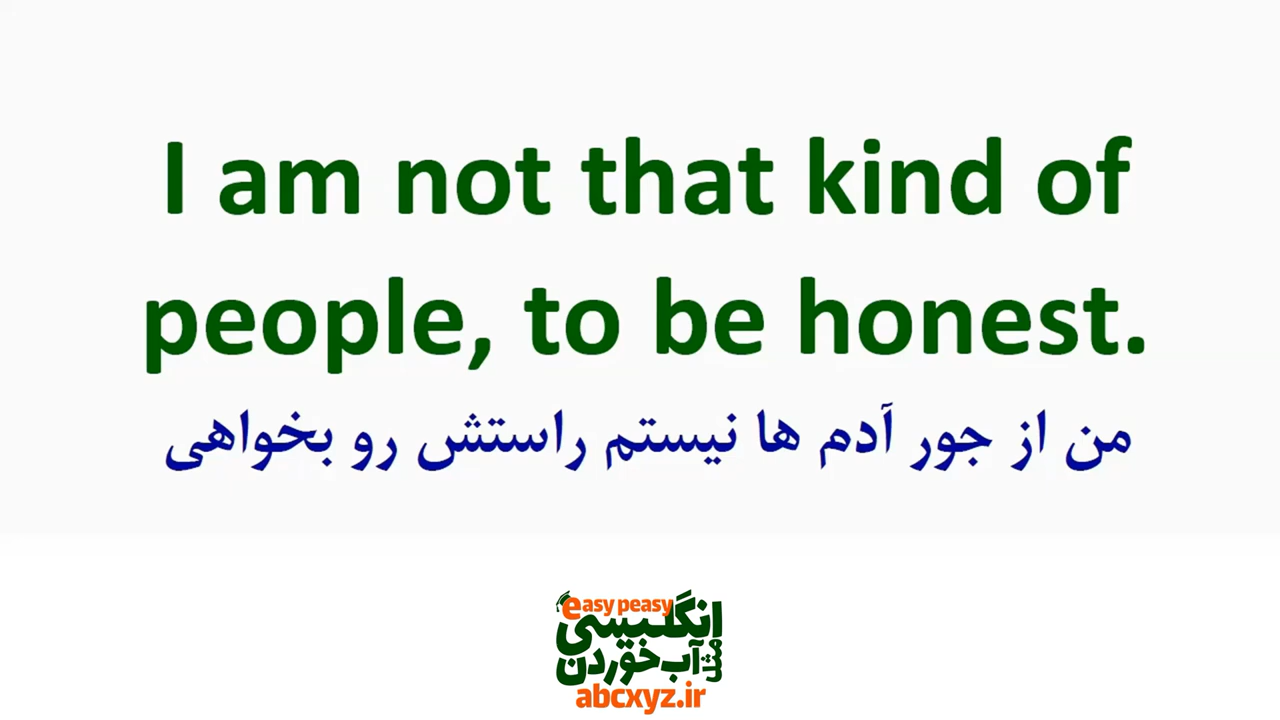 I am not that kind of
people, to be honest.
من از جور آدم ها نیستم راستش رو بخواهی
easy peasy
انگلیسی
مثل آب خوردن
abcxyz.ir